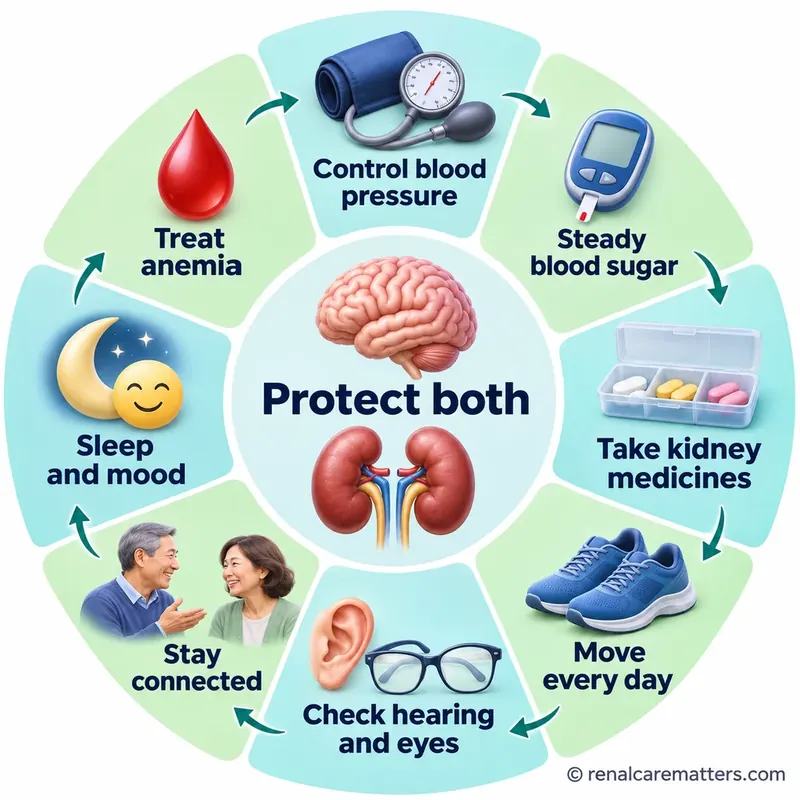 Control blood
pressure
Steady
blood sugar
Take kidney
medicines
Move
every day
Check hearing
and eyes
Stay
connected
Sleep
and mood
Treat
anemia
Protect both
© renalcarematters.com